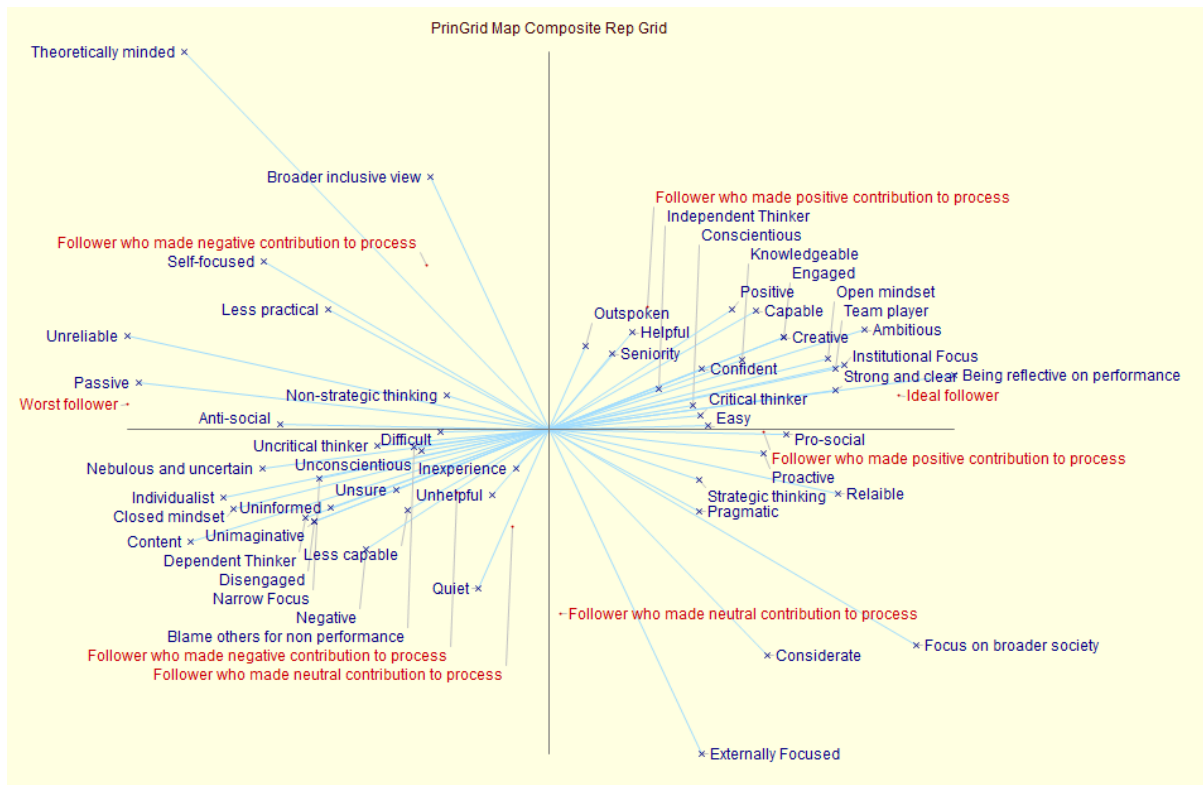 PrinGrid Map Composite Rep Grid
Theoretically minded
Broader inclusive view
Follower who made positive contribution to process
Independent Thinker
Conscientious
Follower who made negative contribution to process
Knowledgeable
Self-focused
Engaged
Positive
Open mindset
Less practical
Outspoken
Capable
Team player
Unreliable
Helpful
Creative
Ambitious
Seniority
Institutional Focus
Passive
Confident
Strong and clear
Being reflective on performance
Non-strategic thinking
Critical thinker
Ideal follower
Worst follower
Anti-social
Easy
Uncritical thinker
Difficult
Pro-social
Nebulous and uncertain
Unconscientious
Inexperience
Follower who made positive contribution to process
Proactive
Individualist
Unsure
Unhelpful
Strategic thinking
Relaible
Closed mindset
Uninformed
Pragmatic
Content
Unimaginative
Dependent Thinker
Less capable
Disengaged
Quiet
Narrow Focus
Negative
Follower who made neutral contribution to process
Blame others for non performance
Focus on broader society
Follower who made negative contribution to process
Considerate
Follower who made neutral contribution to process
Externally Focused